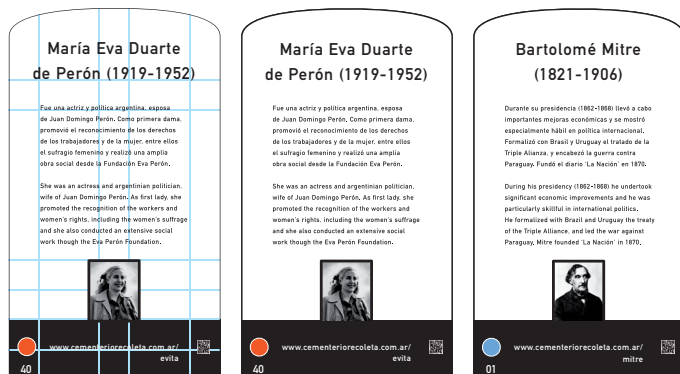 María Eva Duarte
de Perón (1919-1952)
Fue una actriz y política argentina, esposa
de Juan Domingo Perón. Como primera dama,
promovió el reconocimiento de los derechos
de los trabajadores y de la mujer, entre ellos
el sufragio femenino y realizó una amplia
obra social desde la Fundación Eva Perón.
She was an actress and argentinian politician,
wife of Juan Domingo Perón. As first lady, she
promoted the recognition of the workers and
women's rights, including the women's suffrage
and she also conducted an extensive social
work though the Eva Perón Foundation.
www.cementeriorecoleta.com.ar/
evita
40
María Eva Duarte
de Perón (1919-1952)
Fue una actriz y política argentina, esposa
de Juan Domingo Perón. Como primera dama,
promovió el reconocimiento de los derechos
de los trabajadores y de la mujer, entre ellos
el sufragio femenino y realizó una amplia
obra social desde la Fundación Eva Perón.
She was an actress and argentinian politician,
wife of Juan Domingo Perón. As first lady, she
promoted the recognition of the workers and
women's rights, including the women's suffrage
and she also conducted an extensive social
work though the Eva Perón Foundation.
www.cementeriorecoleta.com.ar/
evita
40
Bartolomé Mitre
(1821-1906)
Durante su presidencia (1862-1868) llevó a cabo
importantes mejoras económicas y se mostró
especialmente hábil en política internacional.
Formalizó con Brasil y Uruguay el tratado de la
Triple Alianza, y encabezó la guerra contra
Paraguay. Fundó el diario 'La Nación' en 1870.
During his presidency (1862-1868) he undertook
significant economic improvements and he was
particularly skillful in international politics.
He formalized with Brazil and Uruguay the treaty
of the Triple Alliance, and led the war against
Paraguay. Mitre founded 'La Nación' in 1870.
www.cementeriorecoleta.com.ar/
mitre
01